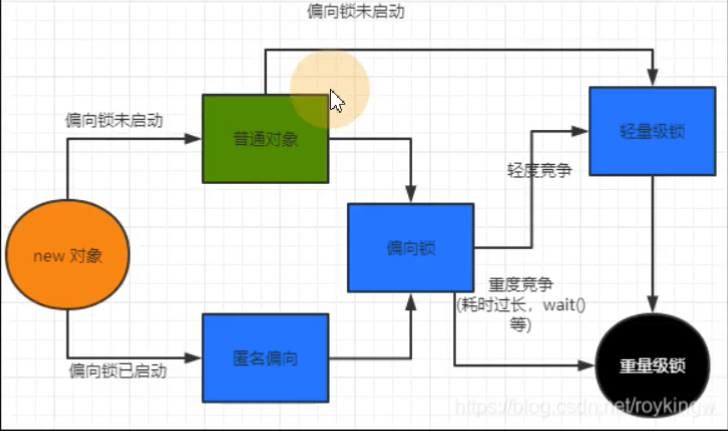 偏向锁未启动
偏向锁未启动
普通对象
轻量级锁
轻度竞争
new 对象
偏向锁
重度竞争
(耗时过长，wait()
等)
匿名偏向
偏向锁已启动
重量级锁
https://blog.csdn.net/roykingw